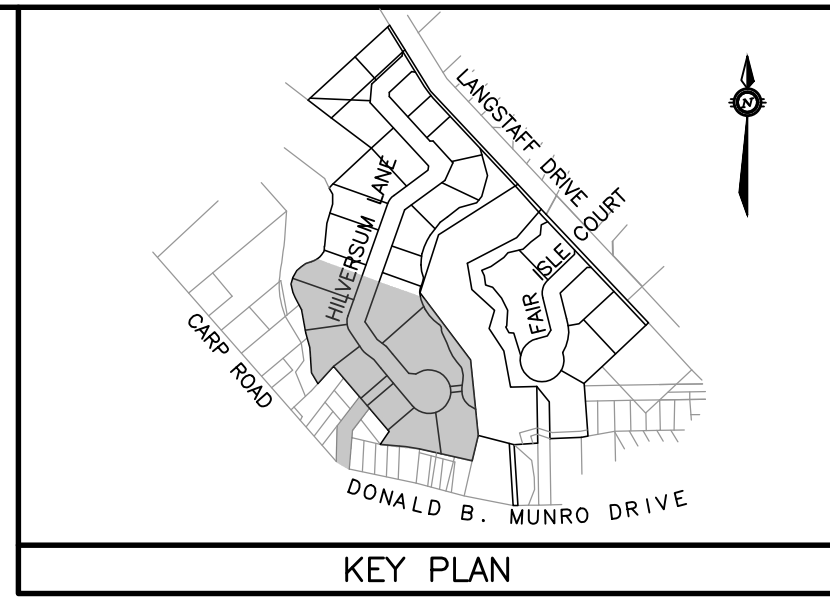 LANGSTAFF DRIVE
N
HILVERSUM LANE
FAIR ISLE COURT
CARP ROAD
DONALD B. MUNRO DRIVE
KEY PLAN